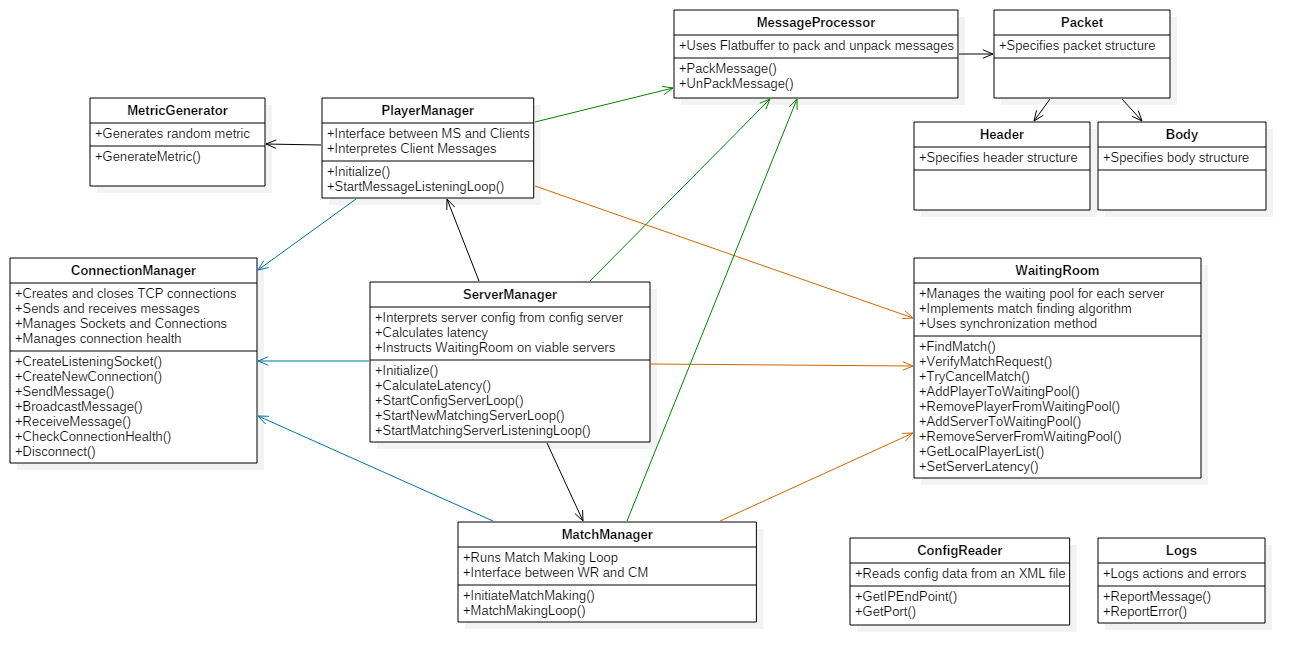 MessageProcessor
+Uses Flatbuffer to pack and unpack messages
+PackMessage()
+UnPackMessage()
Packet
+Specifies packet structure
MetricGenerator
+Generates random metric
+GenerateMetric()
PlayerManager
+Interface between MS and Clients
+Interpretes Client Messages
+Initialize()
+StartMessageListeningLoop()
Header
+Specifies header structure
Body
+Specifies body structure
ConnectionManager
+Creates and closes TCP connections
+Sends and receives messages
+Manages Sockets and Connections
+Manages connection health
+CreateListeningSocket()
+CreateNewConnection()
+SendMessage()
+BroadcastMessage()
+ReceiveMessage()
+CheckConnectionHealth()
+Disconnect()
ServerManager
+Interprets server config from config server
+Calculates latency
+Instructs WaitingRoom on viable servers
+Initialize()
+CalculateLatency()
+StartConfigServerLoop()
+StartNewMatchingServerLoop()
+StartMatchingServerListeningLoop()
WaitingRoom
+Manages the waiting pool for each server
+Implements match finding algorithm
+Uses synchronization method
+FindMatch()
+VerifyMatchRequest()
+TryCancelMatch()
+AddPlayerToWaitingPool()
+RemovePlayerFromWaitingPool()
+AddServerToWaitingPool()
+RemoveServerFromWaitingPool()
+GetLocalPlayerList()
+SetServerLatency()
MatchManager
+Runs Match Making Loop
+Interface between WR and CM
+InitiateMatchMaking()
+MatchMakingLoop()
ConfigReader
+Reads config data from an XML file
+GetIPEndPoint()
+GetPort()
Logs
+Logs actions and errors
+ReportMessage()
+ReportError()